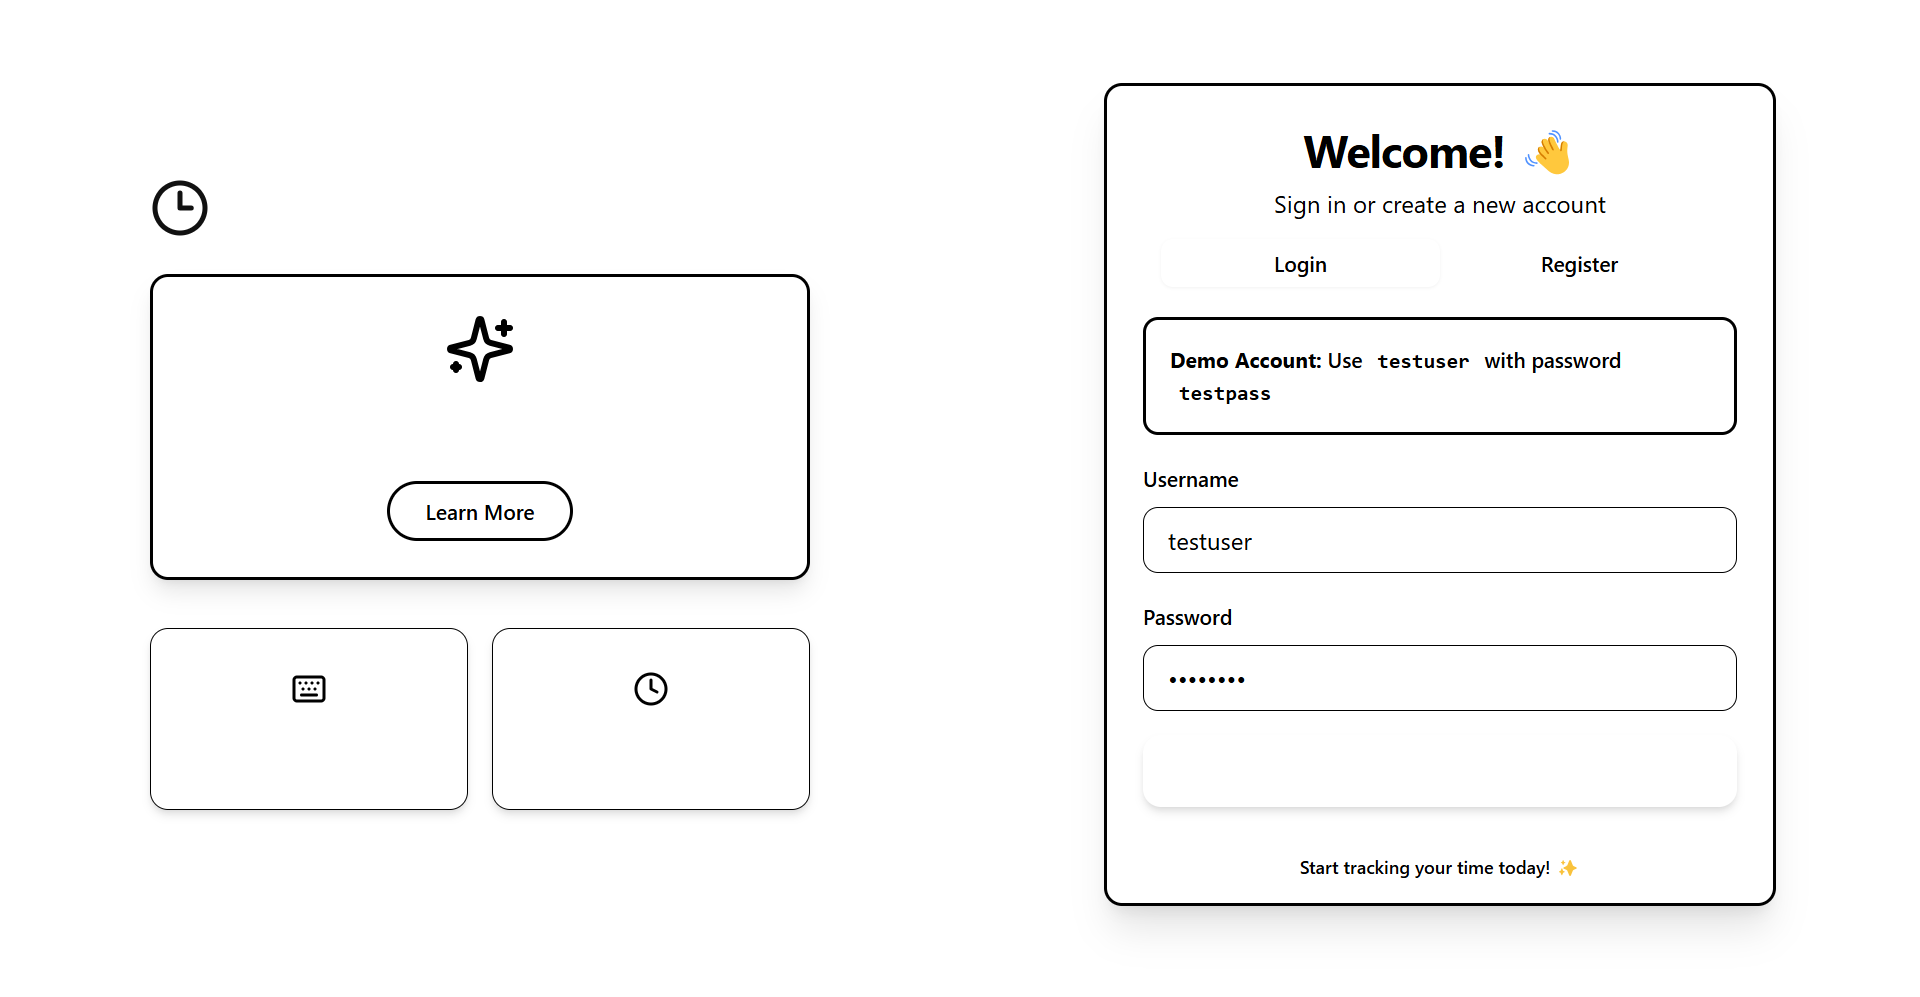 Learn More
Welcome! 👋
Sign in or create a new account
Login
Register
Demo Account: Use testuser with password
testpass
Username
testuser
Password
••••••••
Start tracking your time today! ✨